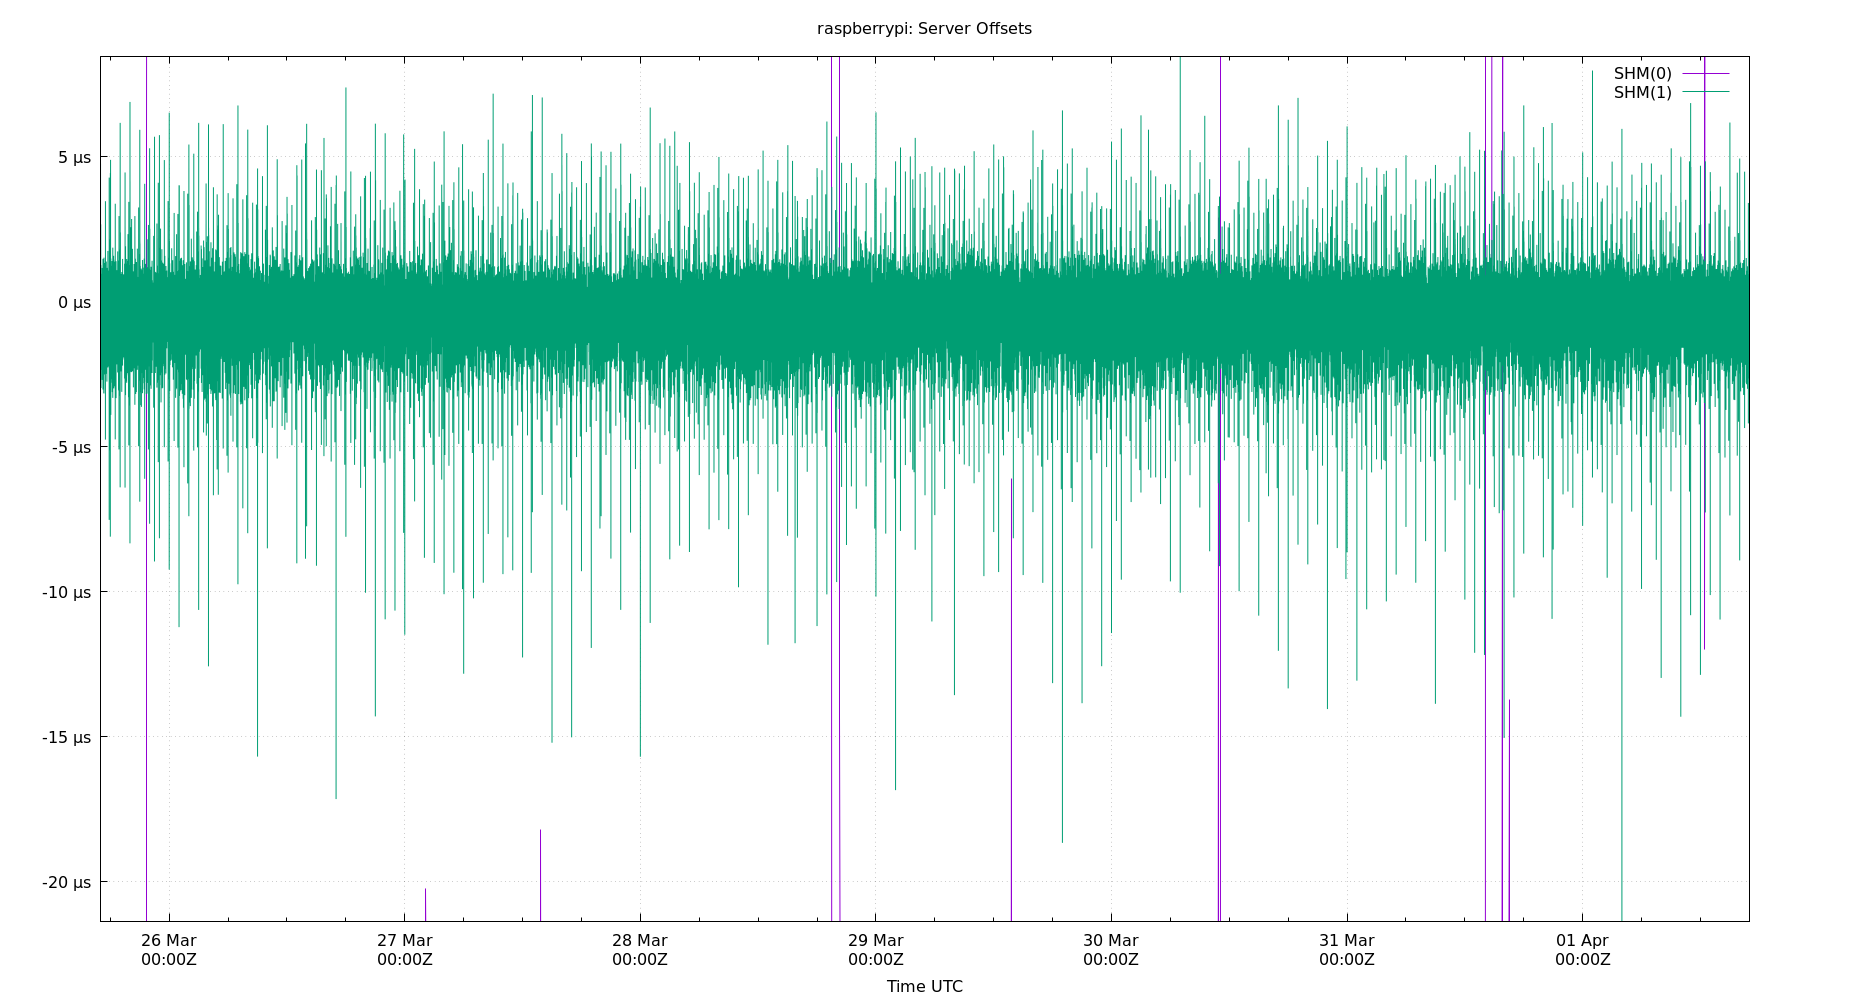 raspberrypi: Server Offsets
SHM(0)
SHM(1)
5 µs
0 µs
-5 µs
-10 µs
-15 µs
-20 µs
26 Mar 27 Mar 28 Mar 29 Mar 30 Mar 31 Mar 01 Apr
00:00Z 00:00Z 00:00Z 00:00Z 00:00Z 00:00Z 00:00Z
Time UTC